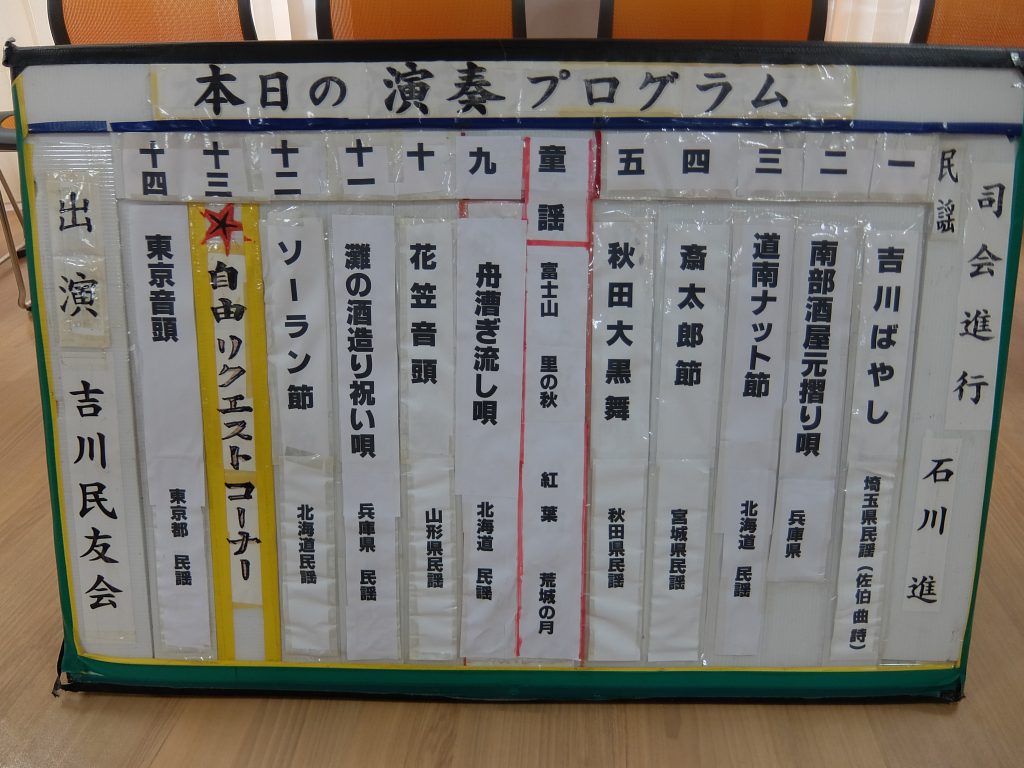 本日の演奏プログラム
司会進行 石川 進
民謡
一 吉川ばやし 埼玉県民謡(佐伯 曲 詩)
二 南部酒屋元摺り唄 兵庫県
三 道南ナット節 北海道 民謡
四 斎太郎節 宮城県民謡
五 秋田大黒舞 秋田県民謡
童謡 富士山 里の秋 紅葉 荒城の月
九 舟漕ぎ流し唄 北海道 民謡
十 花笠音頭 山形県民謡
十一 灘の酒造り祝い唄 兵庫県 民謡
十二 ソーラン節 北海道民謡
十三 自由リクエストコーナー
十四 東京音頭 東京都 民謡
出演 吉川民友会